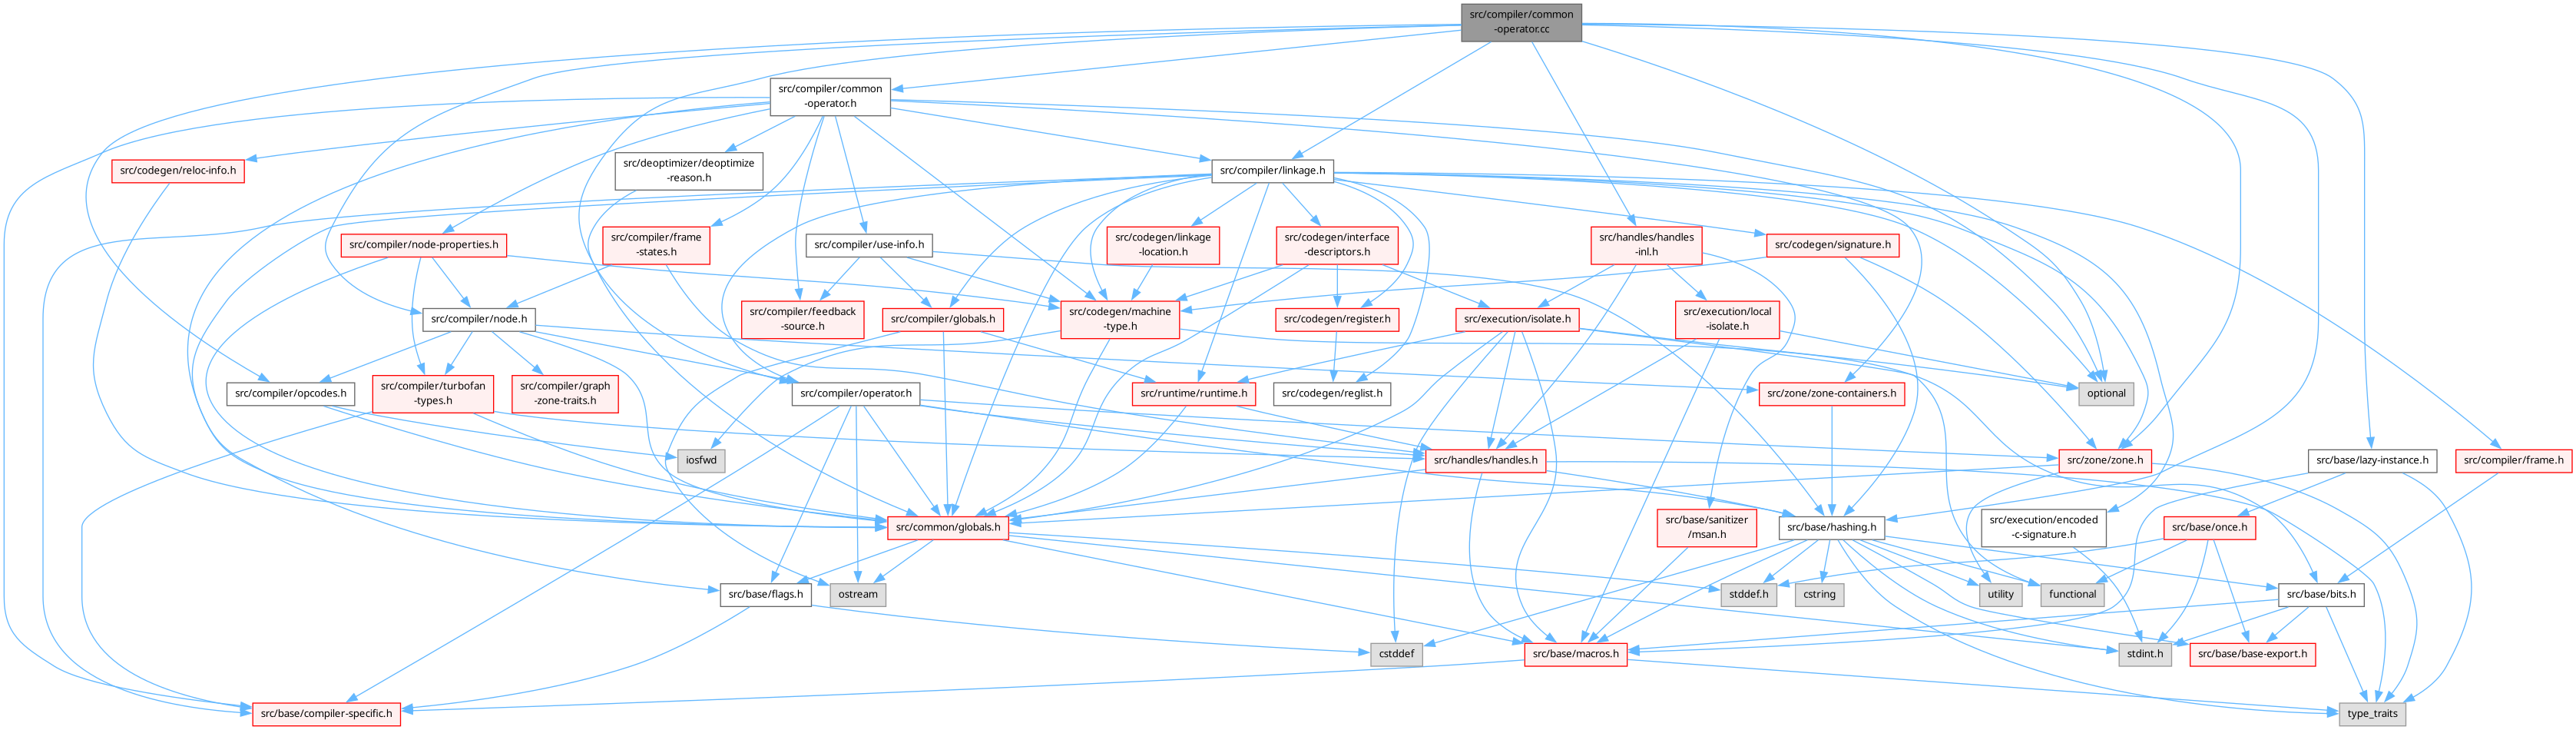 src/compiler/common
-operator.cc
src/compiler/common
-operator.h
src/codegen/reloc-info.h
src/deoptimizer/deoptimize
-reason.h
src/compiler/linkage.h
src/compiler/node-properties.h
src/compiler/frame
-states.h
src/compiler/use-info.h
src/codegen/linkage
-location.h
src/codegen/interface
-descriptors.h
src/handles/handles
-inl.h
src/codegen/signature.h
src/compiler/node.h
src/compiler/feedback
-source.h
src/compiler/globals.h
src/codegen/machine
-type.h
src/codegen/register.h
src/execution/isolate.h
src/execution/local
-isolate.h
src/compiler/opcodes.h
src/compiler/turbofan
-types.h
src/compiler/graph
-zone-traits.h
src/compiler/operator.h
src/runtime/runtime.h
src/codegen/reglist.h
src/zone/zone-containers.h
optional
iosfwd
src/handles/handles.h
src/zone/zone.h
src/base/lazy-instance.h
src/compiler/frame.h
src/common/globals.h
src/base/sanitizer
/msan.h
src/base/hashing.h
src/execution/encoded
-c-signature.h
src/base/once.h
src/base/flags.h
ostream
stddef.h
cstring
utility
functional
src/base/bits.h
cstddef
src/base/macros.h
stdint.h
src/base/base-export.h
src/base/compiler-specific.h
type_traits